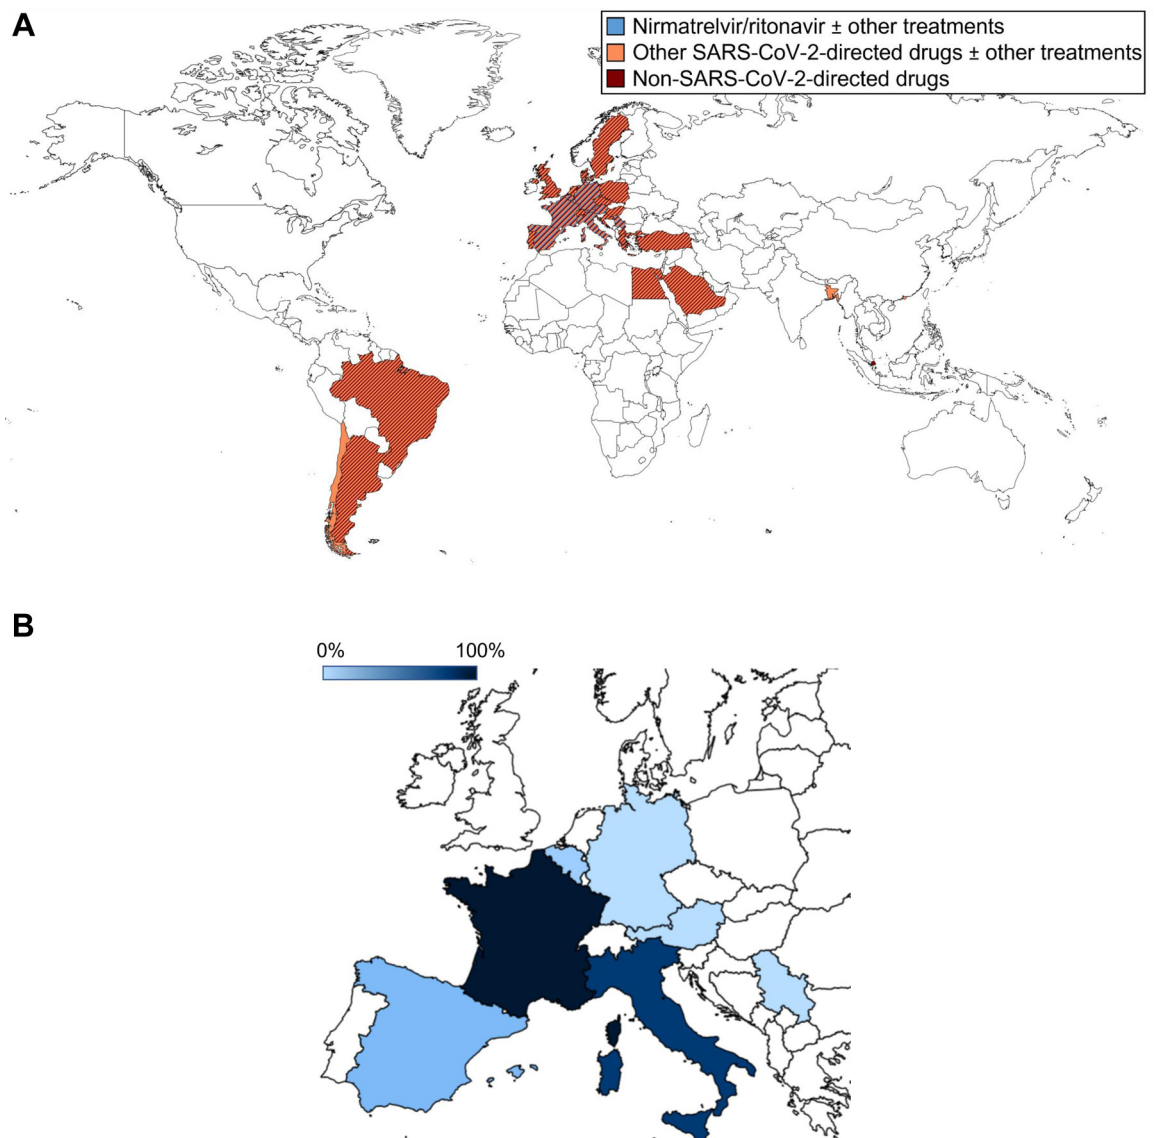 A
Nirmatrelvir/ritonavir ± other treatments
Other SARS-CoV-2-directed drugs ± other treatments
Non-SARS-CoV-2-directed drugs
B
0% 100%